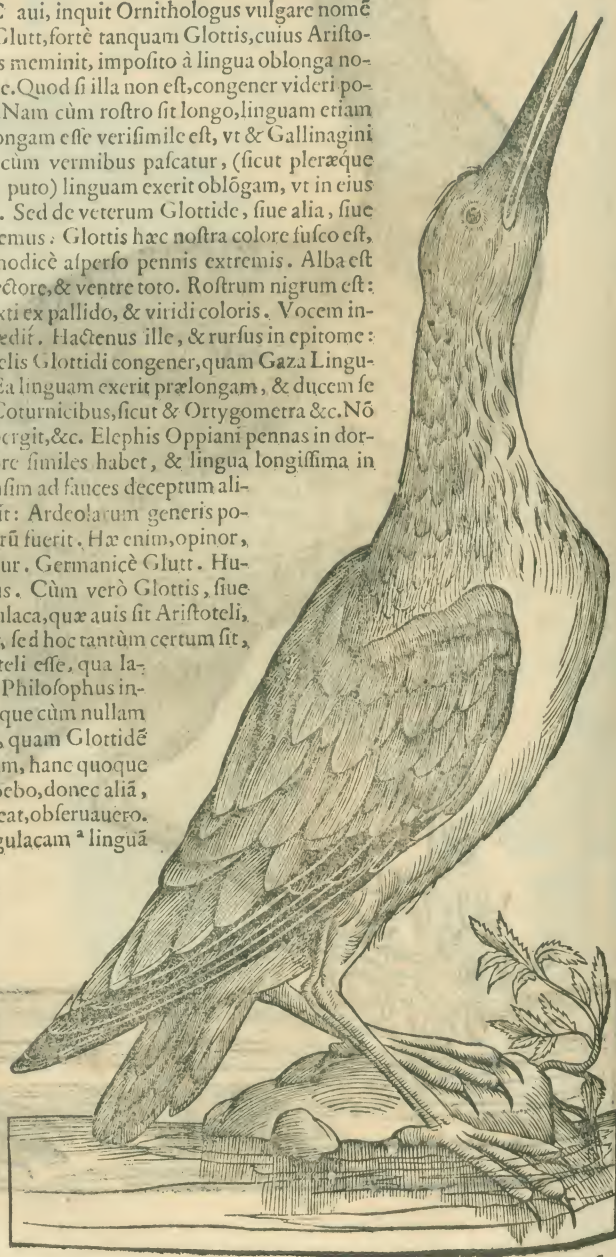 aui, inquit Ornithologus vulgare nomē
Glutt, fortè tanquam Glottis, cuius Aristo-
s meminit, imposito à lingua oblonga no-
e. Quod si illa non est, congener videri po-
Nam cùm rostro sit longo, linguam etiam
ongam esse verisimile est, vt & Gallinagini
cùm vermibus pascatur, (sicut pleræque
puto) linguam exerit oblōgam, vt in eius
. Sed de veterum Glottide, siue alia, siue
emus: Glottis hæc nostra colore fusco est,
nodicè asperso pennis extremis. Alba est
ectore, & ventre toto. Rostrum nigrum est:
xti ex pallido, & viridi coloris. Vocem in-
edit. Hactenus ille, & rursus in epitome:
elis Glottidi congener, quam Gaza Lingu-
Ea linguam exerit prælongam, & ducem se
Coturnicibus, sicut & Ortygometra &c. Nō
ergit, &c. Elephis Oppiani pennas in dor-
re similes habet, & lingua longissima in
sim ad fauces deceptum ali-
it: Ardeolarum generis po-
rū fuerit. Hæ enim, opinor,
ur. Germanicè Glutt. Hu-
us. Cùm verò Glottis, siue
ulaca, quæ auis sit Aristoteli,
, sed hoc tantùm certum sit,
teli esse, qua la-
Philosophus in-
que cùm nullam
, quam Glottidē
m, hanc quoque
ebo, donec aliā,
eat, obseruauero.
gulacam ª linguā